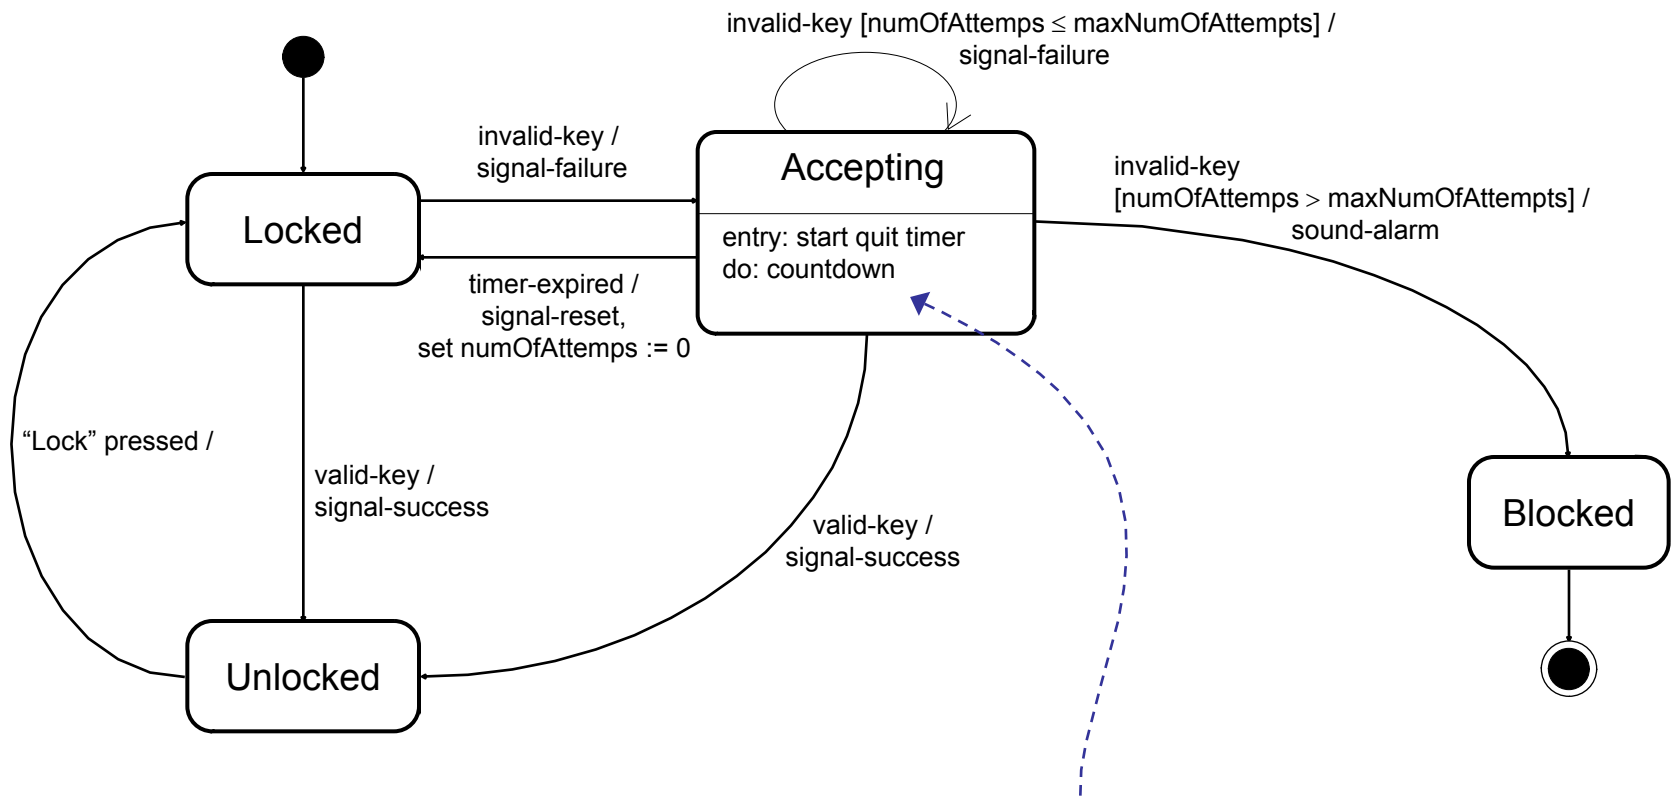 invalid-key [numOfAttemps ≤ maxNumOfAttempts] /
signal-failure
invalid-key /
signal-failure
Accepting
entry: start quit timer
do: countdown
invalid-key
[numOfAttemps > maxNumOfAttempts] /
sound-alarm
Locked
timer-expired /
signal-reset,
set numOfAttemps := 0
“Lock” pressed /
valid-key /
signal-success
valid-key /
signal-success
Blocked
Unlocked